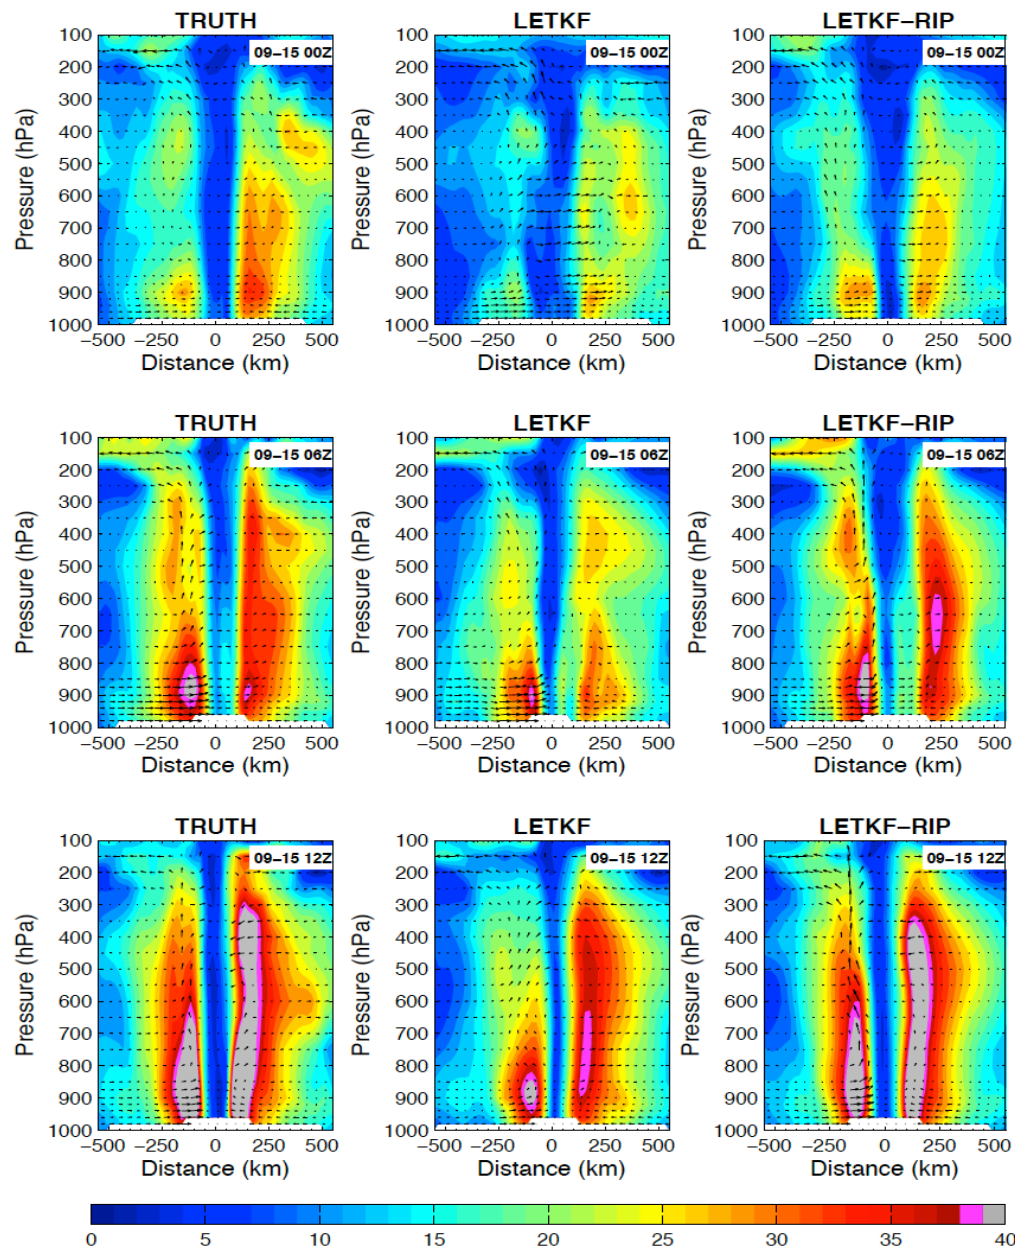 TRUTH LETKF LETKF−RIP
09−15 00Z 09−15 00Z 09−15 00Z
Pressure (hPa) Pressure (hPa) Pressure (hPa)
100 100 100
200 200 200
300 300 300
400 400 400
500 500 500
600 600 600
700 700 700
800 800 800
900 900 900
1000 1000 1000
−500 −250 0 250 500 −500 −250 0 250 500 −500 −250 0 250 500
Distance (km) Distance (km) Distance (km)
TRUTH LETKF LETKF−RIP
09−15 06Z 09−15 06Z 09−15 06Z
Pressure (hPa) Pressure (hPa) Pressure (hPa)
100 100 100
200 200 200
300 300 300
400 400 400
500 500 500
600 600 600
700 700 700
800 800 800
900 900 900
1000 1000 1000
−500 −250 0 250 500 −500 −250 0 250 500 −500 −250 0 250 500
Distance (km) Distance (km) Distance (km)
TRUTH LETKF LETKF−RIP
09−15 12Z 09−15 12Z 09−15 12Z
Pressure (hPa) Pressure (hPa) Pressure (hPa)
100 100 100
200 200 200
300 300 300
400 400 400
500 500 500
600 600 600
700 700 700
800 800 800
900 900 900
1000 1000 1000
−500 −250 0 250 500 −500 −250 0 250 500 −500 −250 0 250 500
Distance (km) Distance (km) Distance (km)
0 5 10 15 20 25 30 35 40